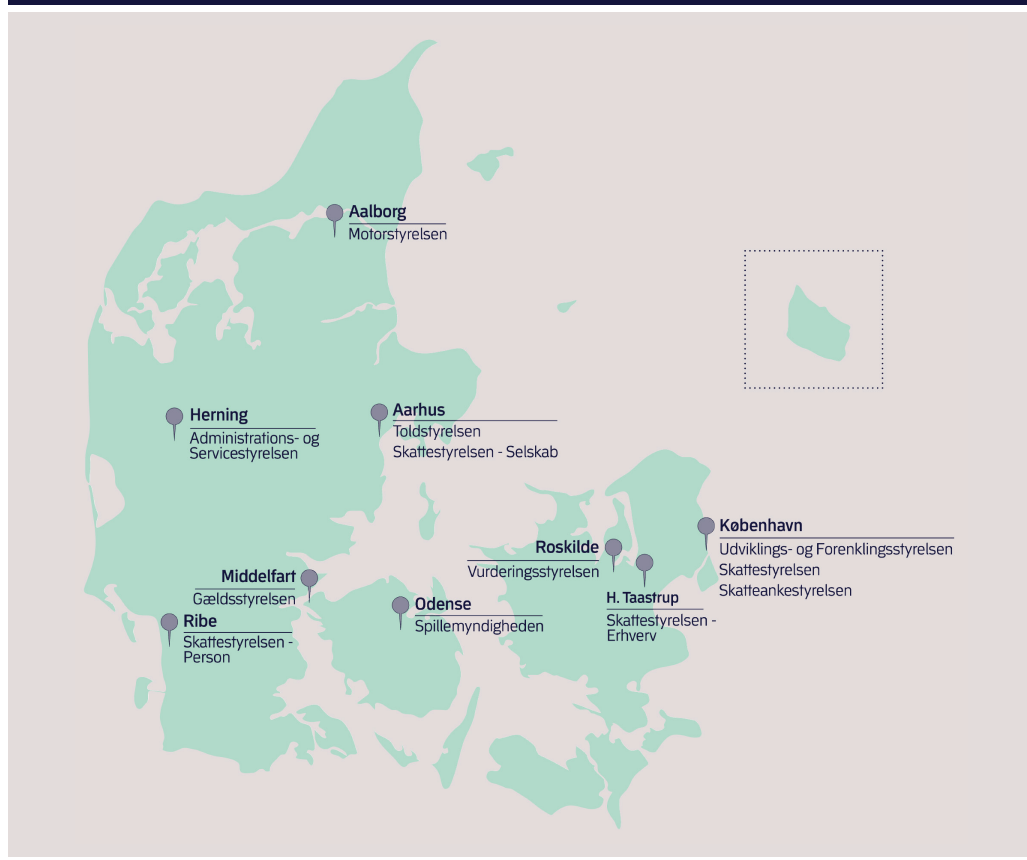 Aalborg
Motorstyrelsen
Herning
Administrations- og
Servicestyrelsen
Aarhus
Toldstyrelsen
Skattestyrelsen - Selskab
København
Udviklings- og Forenklingsstyrelsen
Skattestyrelsen
Skatteankestyrelsen
Roskilde
Vurderingsstyrelsen
H. Taastrup
Skattestyrelsen -
Erhverv
Middelfart
Gældsstyrelsen
Odense
Spillemyndigheden
Ribe
Skattestyrelsen -
Person